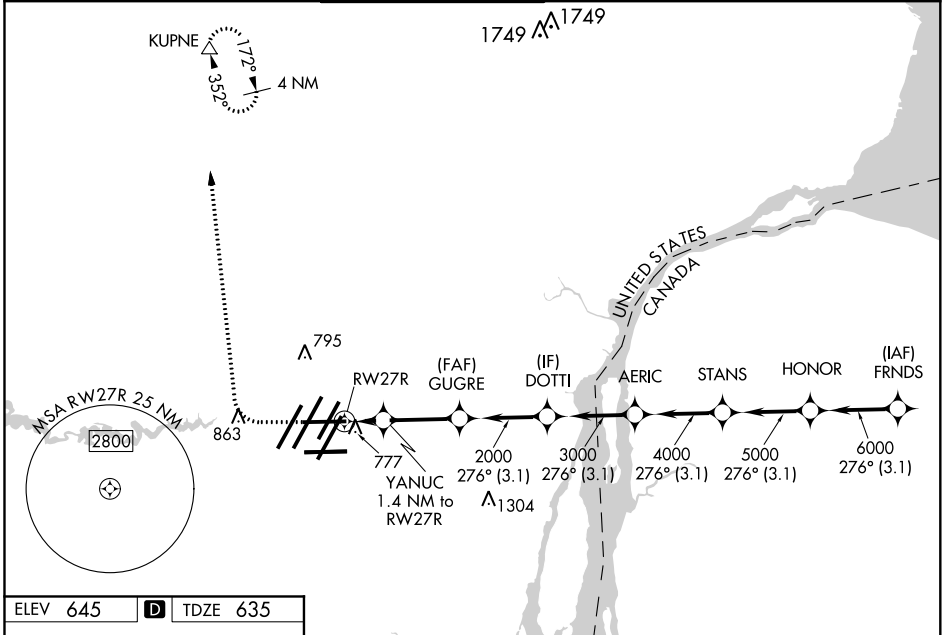 1749
1749
KUPNE
172°
352°
4 NM
UNITED STATES
CANADA
795
RW27R
(FAF)
GUGRE
(IF)
DOTTI
AERIC
STANS
HONOR
(IAF)
FRNDS
MSA RW27R 25 NM
2800
863
777
YANUC
1.4 NM to
RW27R
2000
276° (3.1)
3000
276° (3.1)
4000
276° (3.1)
5000
276° (3.1)
6000
276° (3.1)
1304
ELEV 645
D
TDZE 635